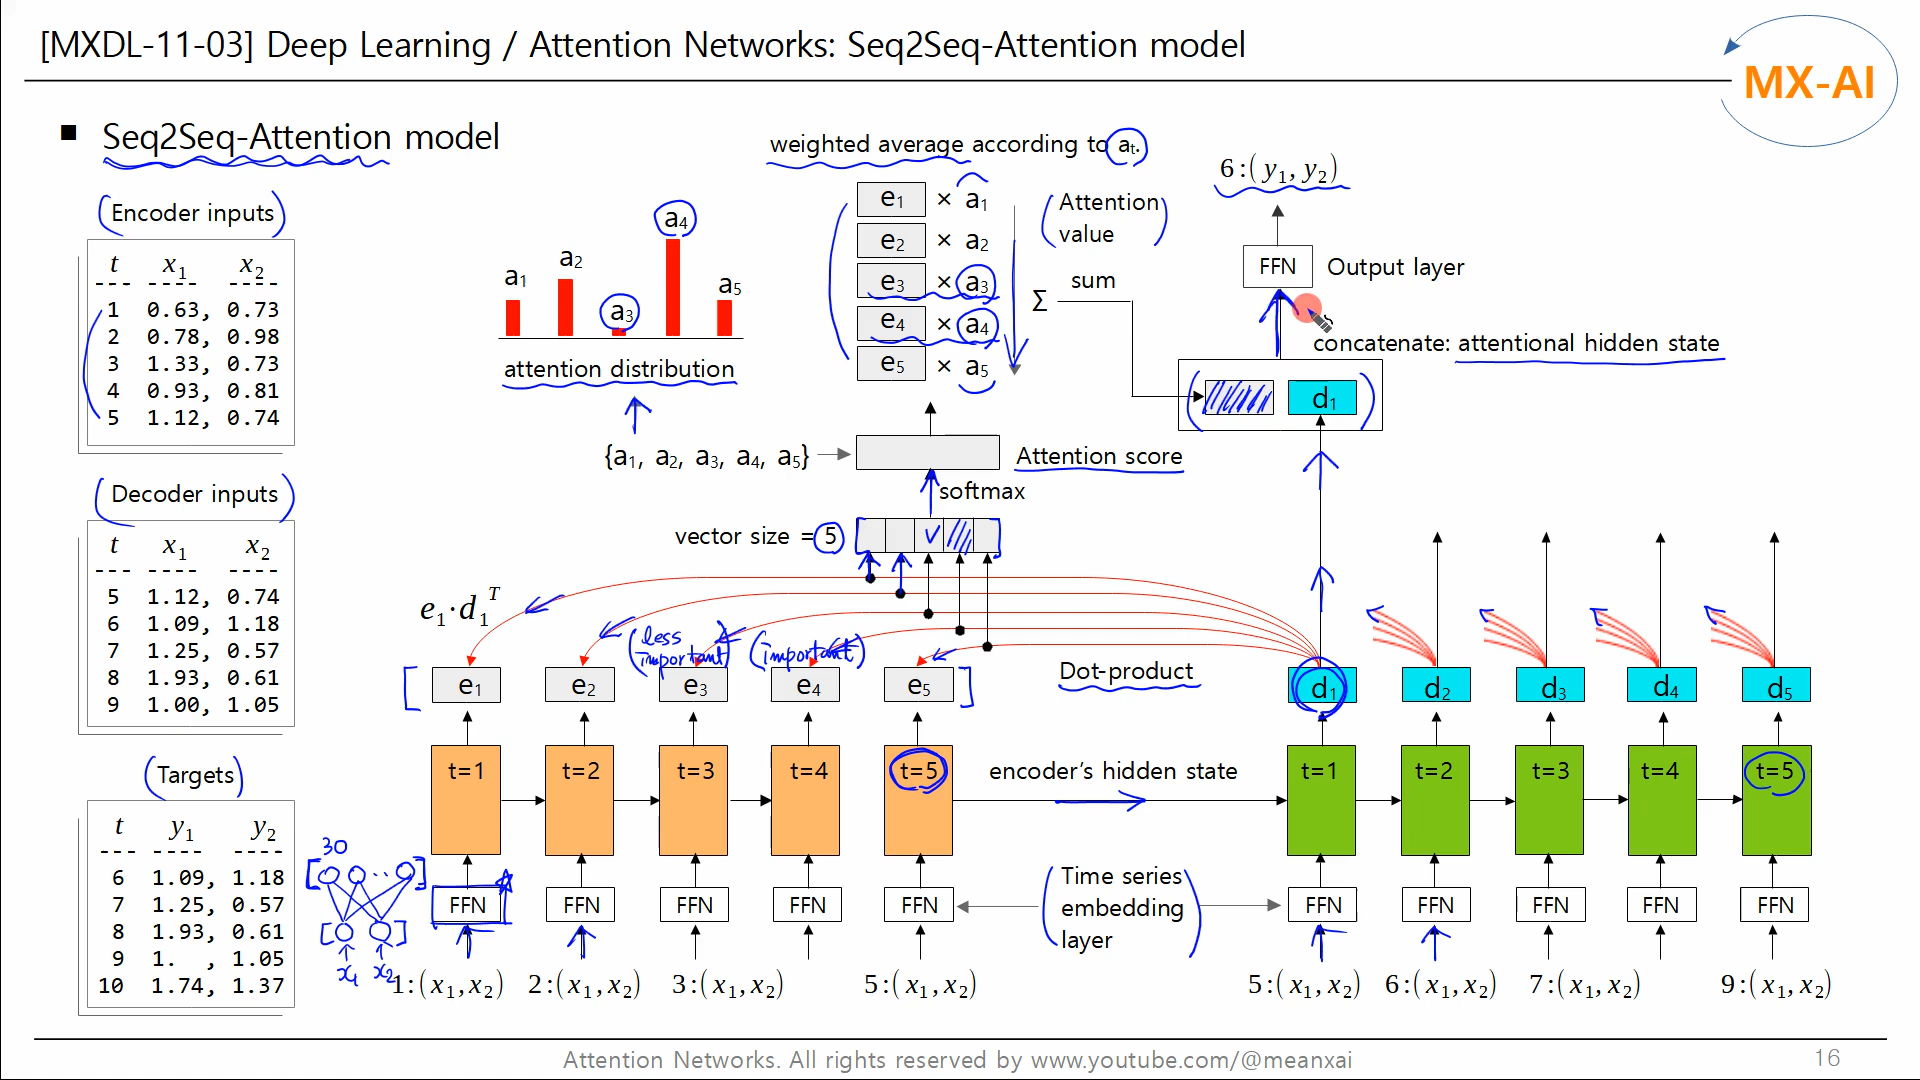 [MXDL-11-03] Deep Learning / Attention Networks: Seq2Seq-Attention model
MX-AI
■ Seq2Seq-Attention model
Encoder inputs
t x1 x2
--- ---- ----
1 0.63, 0.73
2 0.78, 0.98
3 1.33, 0.73
4 0.93, 0.81
5 1.12, 0.74
Decoder inputs
t x1 x2
--- ---- ----
5 1.12, 0.74
6 1.09, 1.18
7 1.25, 0.57
8 1.93, 0.61
9 1.00, 1.05
Targets
t y1 y2
--- ---- ----
6 1.09, 1.18
7 1.25, 0.57
8 1.93, 0.61
9 1. , 1.05
10 1.74, 1.37
30
x1 x2
a1 a2 a3 a4 a5
attention distribution
{a1, a2, a3, a4, a5}
weighted average according to at.
e1 × a1
e2 × a2
e3 × a3
e4 × a4
e5 × a5
Attention
value
Σ sum
6:(y1, y2)
FFN Output layer
concatenate: attentional hidden state
d1
Attention score
softmax
vector size = 5
v
e1·d1^T
less
important
important
Dot-product
e1 e2 e3 e4 e5
d1 d2 d3 d4 d5
t=1 t=2 t=3 t=4 t=5
encoder's hidden state
t=1 t=2 t=3 t=4 t=5
FFN FFN FFN FFN FFN
Time series
embedding
layer
FFN FFN FFN FFN FFN
1:(x1, x2) 2:(x1, x2) 3:(x1, x2) 5:(x1, x2)
5:(x1, x2) 6:(x1, x2) 7:(x1, x2) 9:(x1, x2)
Attention Networks. All rights reserved by www.youtube.com/@meanxai
16